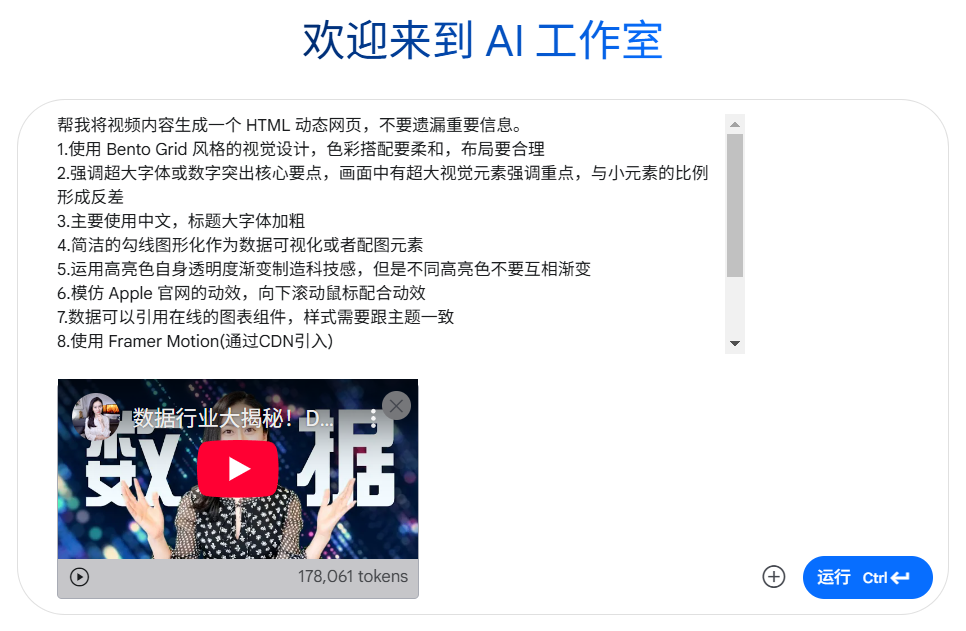 欢迎来到 AI 工作室
帮我将视频内容生成一个 HTML 动态网页，不要遗漏重要信息。
1.使用 Bento Grid 风格的视觉设计，色彩搭配要柔和，布局要合理
2.强调超大字体或数字突出核心要点，画面中有超大视觉元素强调重点，与小元素的比例
形成反差
3.主要使用中文，标题大字体加粗
4.简洁的勾线图形化作为数据可视化或者配图元素
5.运用高亮色自身透明度渐变制造科技感，但是不同高亮色不要互相渐变
6.模仿 Apple 官网的动效，向下滚动鼠标配合动效
7.数据可以引用在线的图表组件，样式需要跟主题一致
8.使用 Framer Motion(通过CDN引入)
数据行业大揭秘！D...
数 据
178,061 tokens
运行 Ctrl